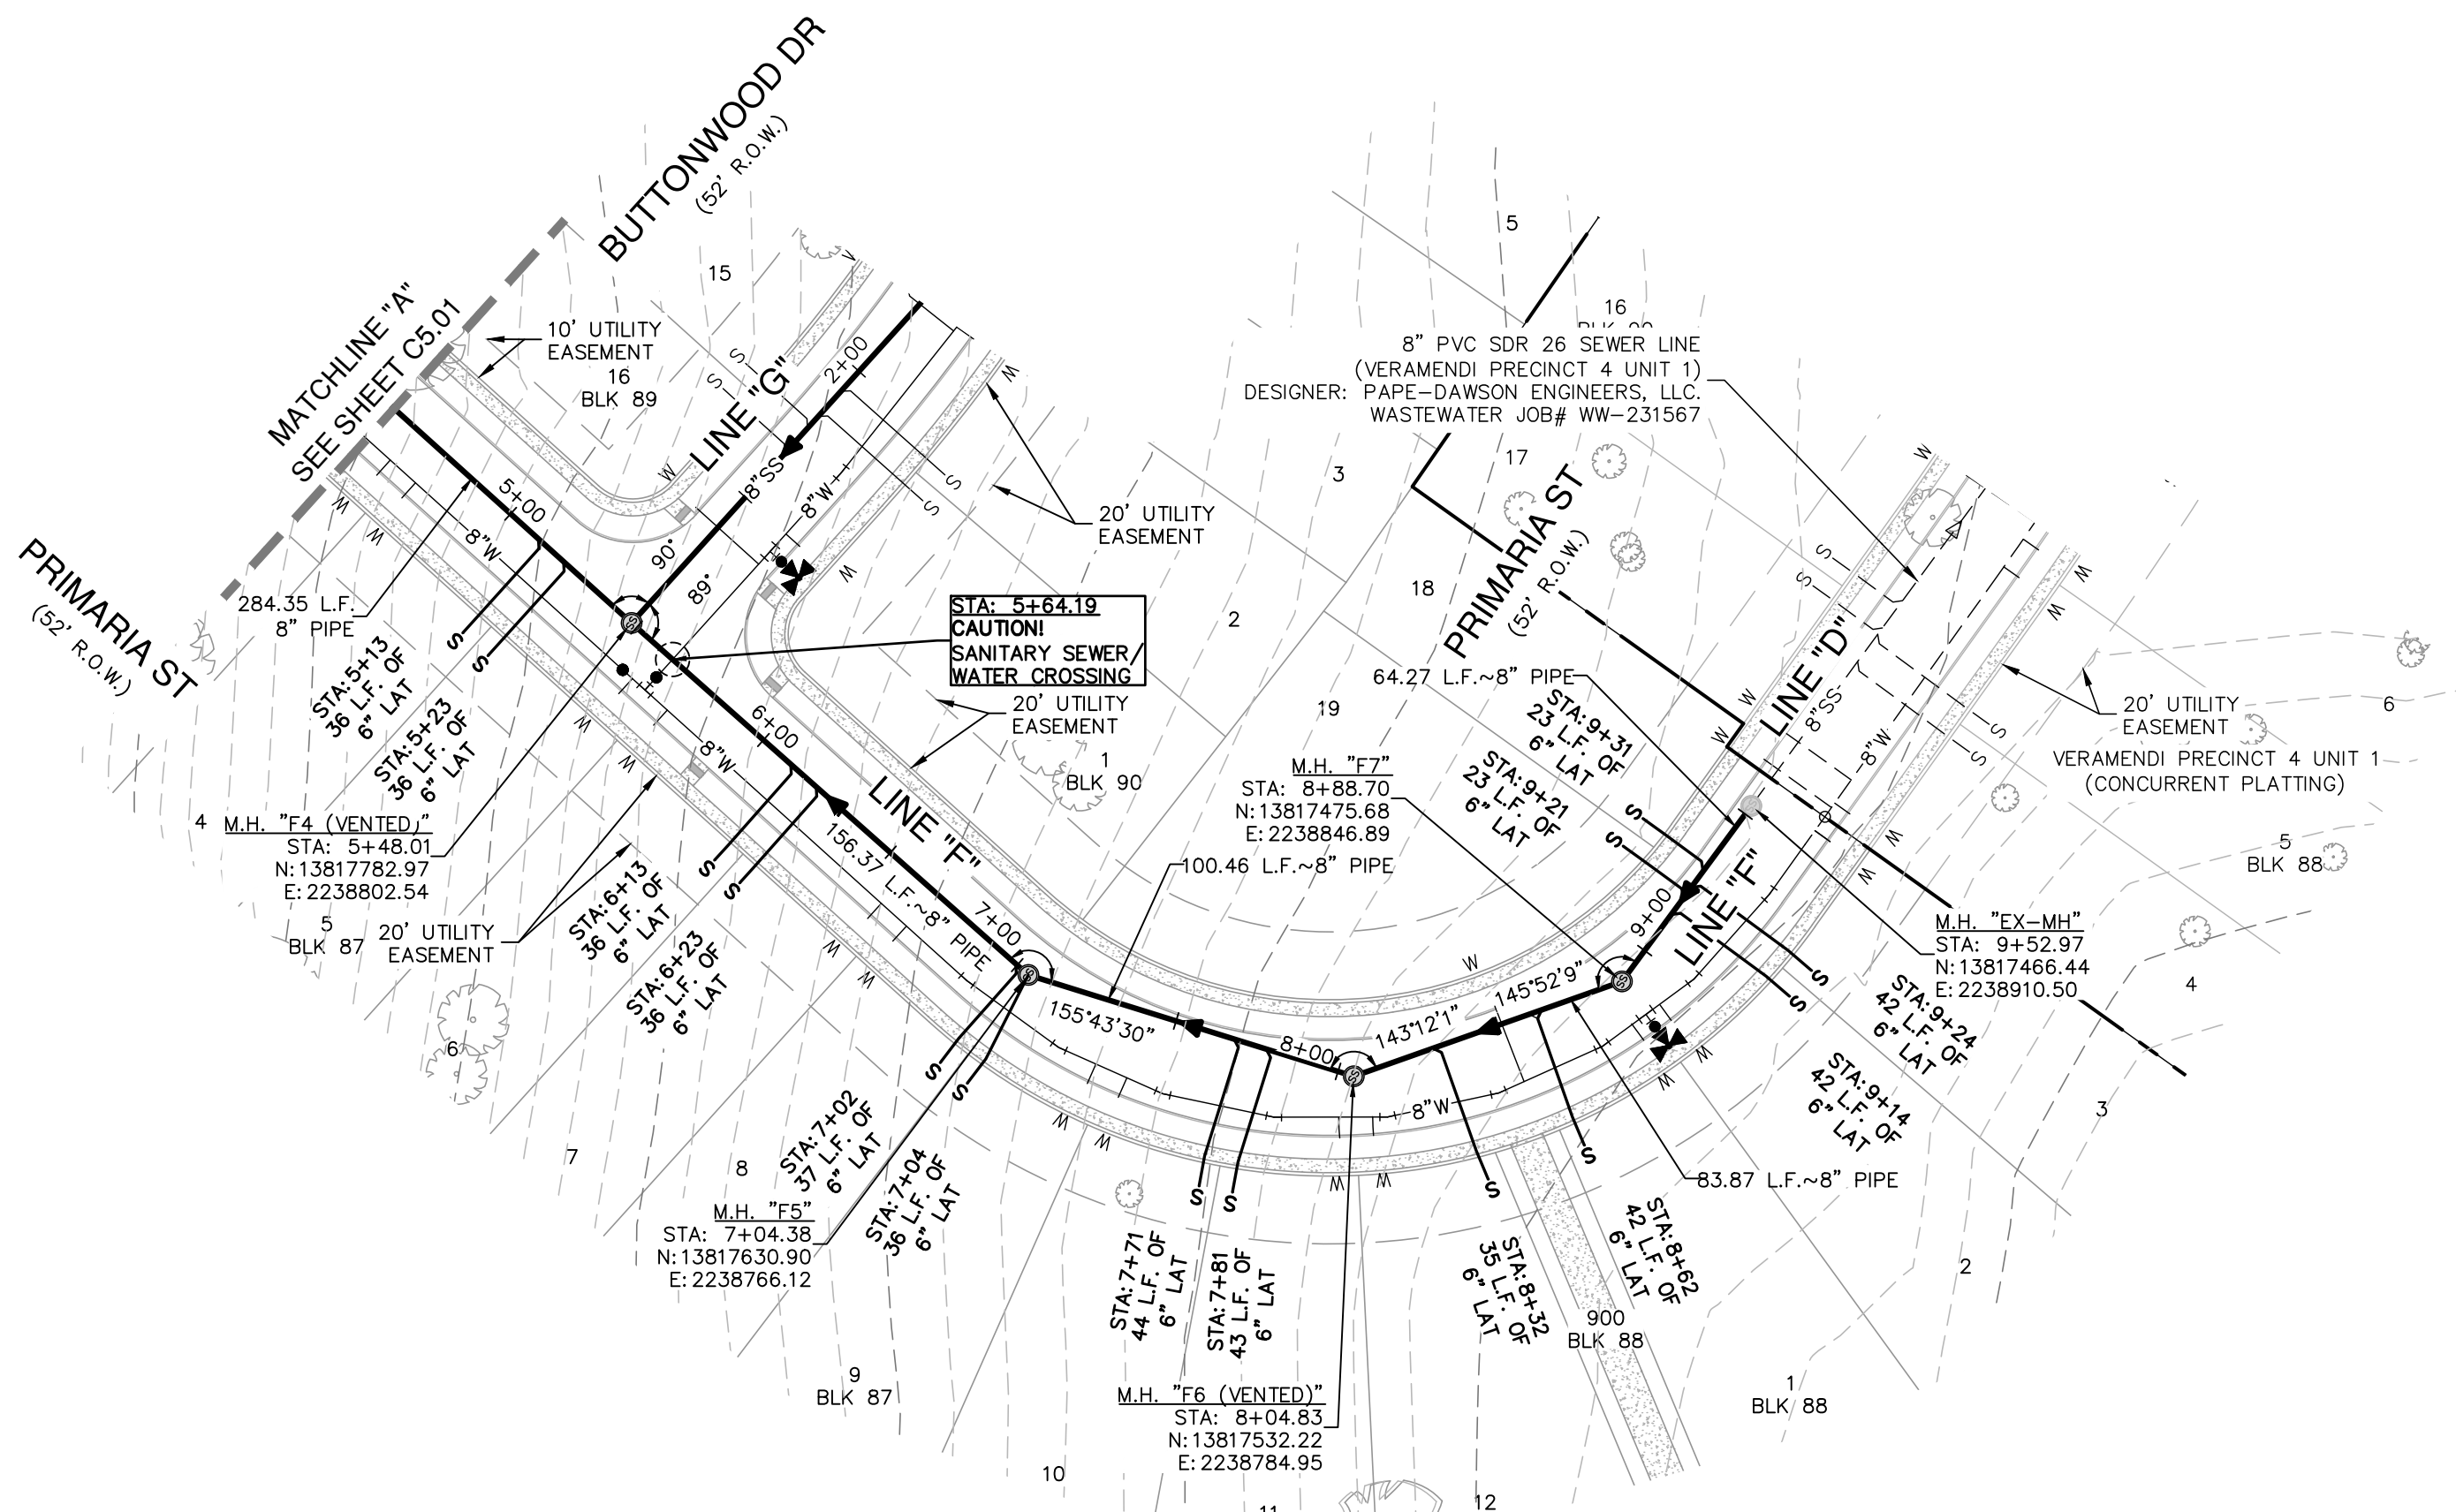 BUTTONWOOD DR
(52' R.O.W.)
MATCHLINE "A"
SEE SHEET C5.01
PRIMARIA ST
(52' R.O.W.)
10' UTILITY
EASEMENT
15
16
BLK 89
LINE "G"
2+00
8"SS
8"W
5+00
8"W
90°
89°
284.35 L.F.
8" PIPE
20' UTILITY
EASEMENT
STA: 5+64.19
CAUTION!
SANITARY SEWER/
WATER CROSSING
20' UTILITY
EASEMENT
STA:5+13
36 L.F. OF
6" LAT
STA:5+23
36 L.F. OF
6" LAT
4
M.H. "F4 (VENTED)"
STA: 5+48.01
N:13817782.97
E:2238802.54
5
BLK 87
20' UTILITY
EASEMENT
6+00
8"W
LINE "F"
156.37 L.F.~8" PIPE
7+00
STA:6+13
36 L.F. OF
6" LAT
STA:6+23
36 L.F. OF
6" LAT
6
7
8
STA:7+02
37 L.F. OF
6" LAT
STA:7+04
36 L.F. OF
6" LAT
M.H. "F5"
STA: 7+04.38
N:13817630.90
E:2238766.12
9
BLK 87
10
11
12
1
BLK 90
2
3
5
16
8" PVC SDR 26 SEWER LINE
(VERAMENDI PRECINCT 4 UNIT 1)
DESIGNER: PAPE-DAWSON ENGINEERS, LLC.
WASTEWATER JOB# WW-231567
17
18
19
PRIMARIA ST
(52' R.O.W.)
64.27 L.F.~8" PIPE
STA:9+31
23 L.F. OF
6" LAT
STA:9+21
23 L.F. OF
6" LAT
M.H. "F7"
STA: 8+88.70
N:13817475.68
E:2238846.89
100.46 L.F.~8" PIPE
155°43'30"
8+00
143°12'1"
145°52'9"
8"W
9+00
LINE "F"
LINE "D"
8"SS
8"W
20' UTILITY
EASEMENT
6
VERAMENDI PRECINCT 4 UNIT 1
(CONCURRENT PLATTING)
5
BLK 88
M.H. "EX-MH"
STA: 9+52.97
N:13817466.44
E:2238910.50
4
3
STA:9+24
42 L.F. OF
6" LAT
STA:9+14
42 L.F. OF
6" LAT
83.87 L.F.~8" PIPE
2
STA:7+71
44 L.F. OF
6" LAT
STA:7+81
43 L.F. OF
6" LAT
STA:8+32
35 L.F. OF
6" LAT
STA:8+62
42 L.F. OF
6" LAT
900
BLK 88
1
BLK 88
M.H. "F6 (VENTED)"
STA: 8+04.83
N:13817532.22
E:2238784.95